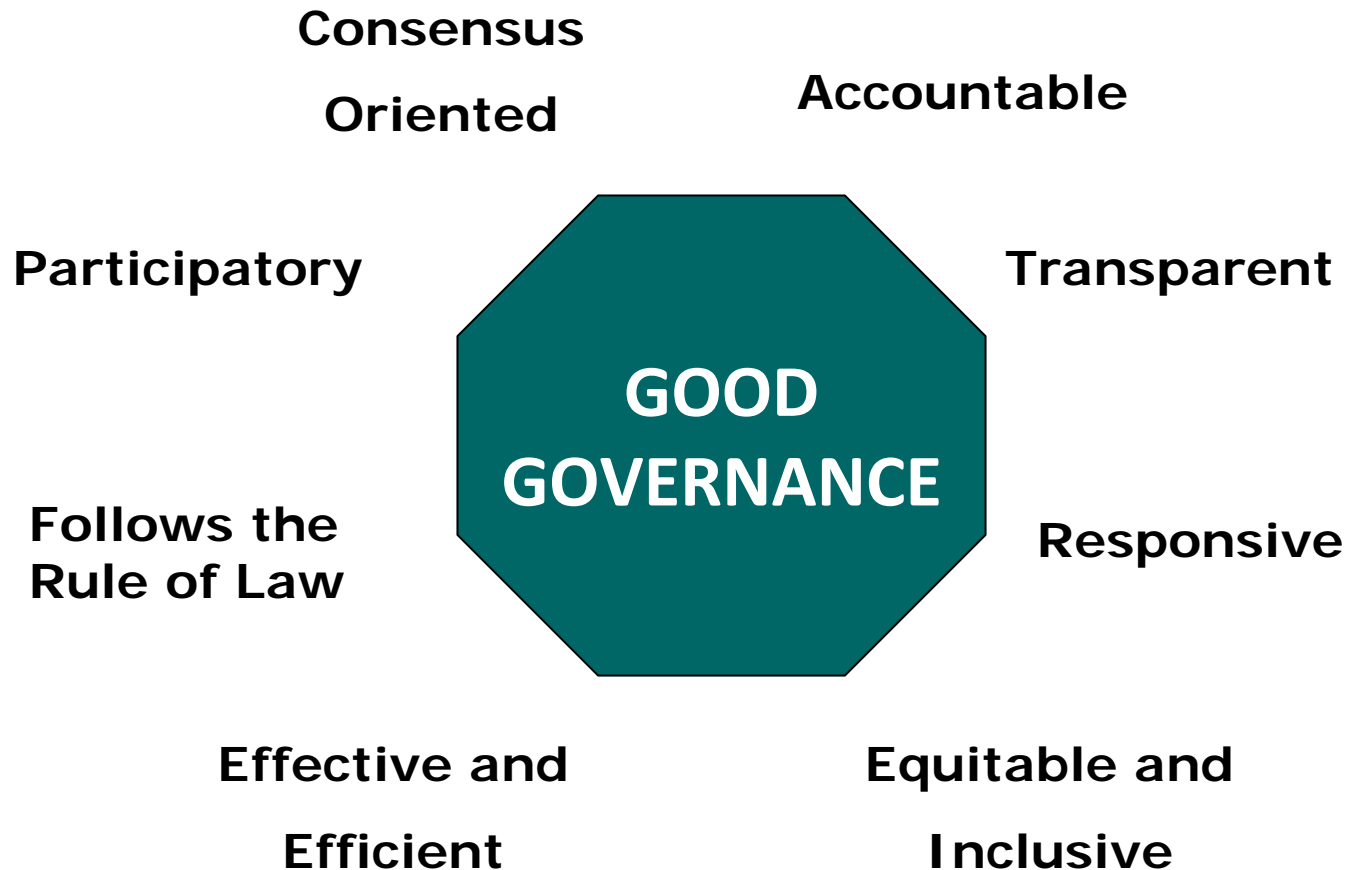 Consensus
Oriented
Accountable
Participatory
Transparent
GOOD
GOVERNANCE
Follows the
Rule of Law
Responsive
Effective and
Efficient
Equitable and
Inclusive